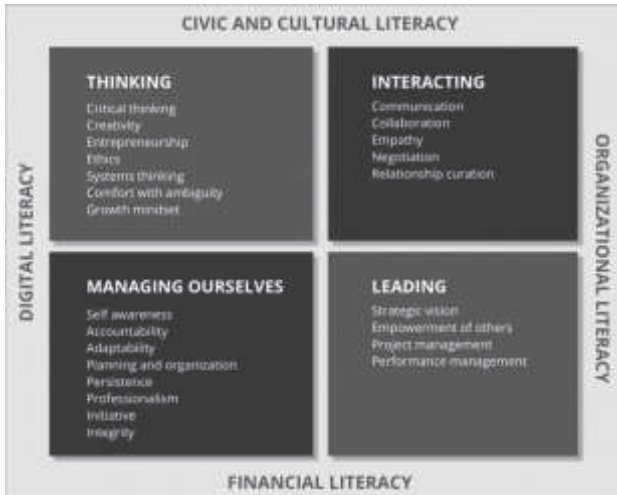 CIVIC AND CULTURAL LITERACY
THINKING
Critical thinking
Creativity
Entrepreneurship
Ethics
Systems thinking
Comfort with ambiguity
Growth mindset
INTERACTING
Communication
Collaboration
Empathy
Negotiation
Relationship curation
DIGITAL LITERACY
ORGANIZATIONAL LITERACY
MANAGING OURSELVES
Self awareness
Accountability
Adaptability
Planning and organization
Persistence
Professionalism
Initiative
Integrity
LEADING
Strategic vision
Empowerment of others
Project management
Performance management
FINANCIAL LITERACY